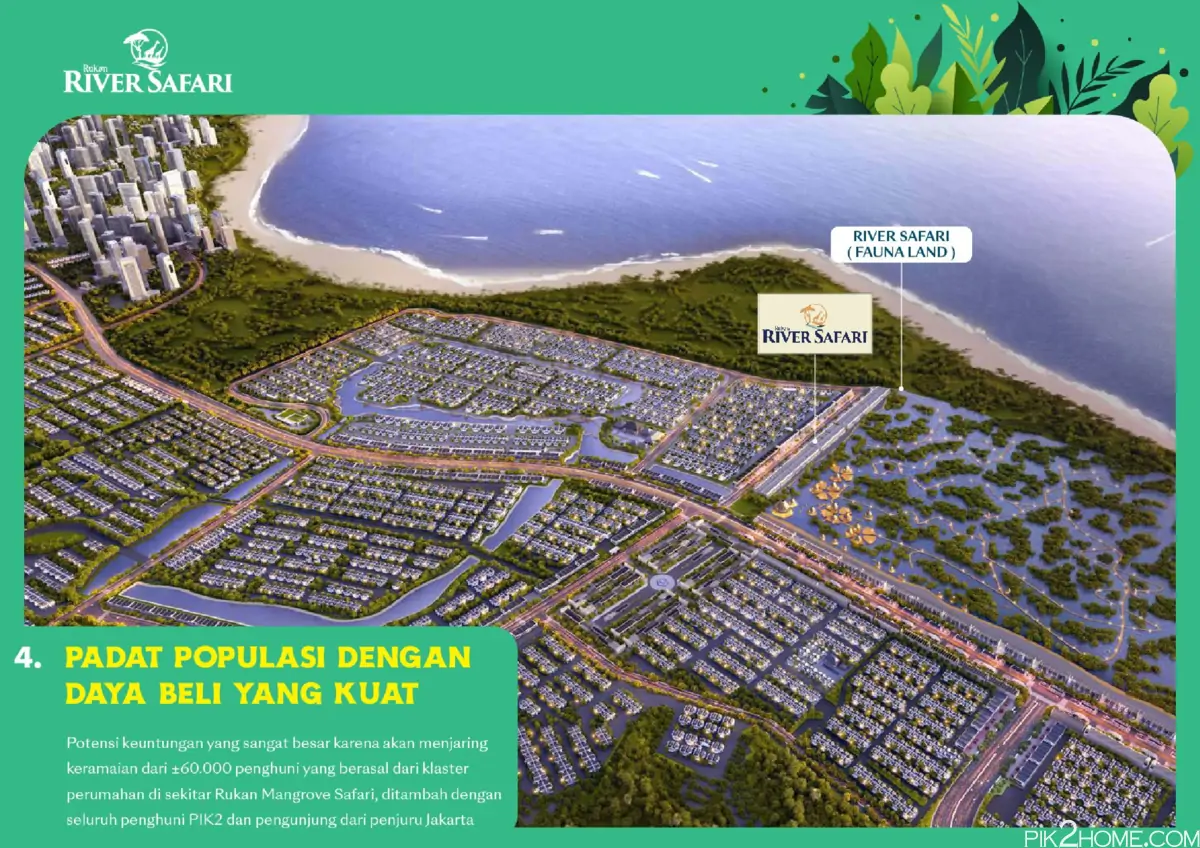 Rukan
RIVER SAFARI
RIVER SAFARI
( FAUNA LAND )
Rukan
RIVER SAFARI
4. PADAT POPULASI DENGAN
DAYA BELI YANG KUAT
Potensi keuntungan yang sangat besar karena akan menjaring
keramaian dari ±60.000 penghuni yang berasal dari klaster
perumahan di sekitar Rukan Mangrove Safari, ditambah dengan
seluruh penghuni PIK2 dan pengunjung dari penjuru Jakarta
PIK2HOME.COM